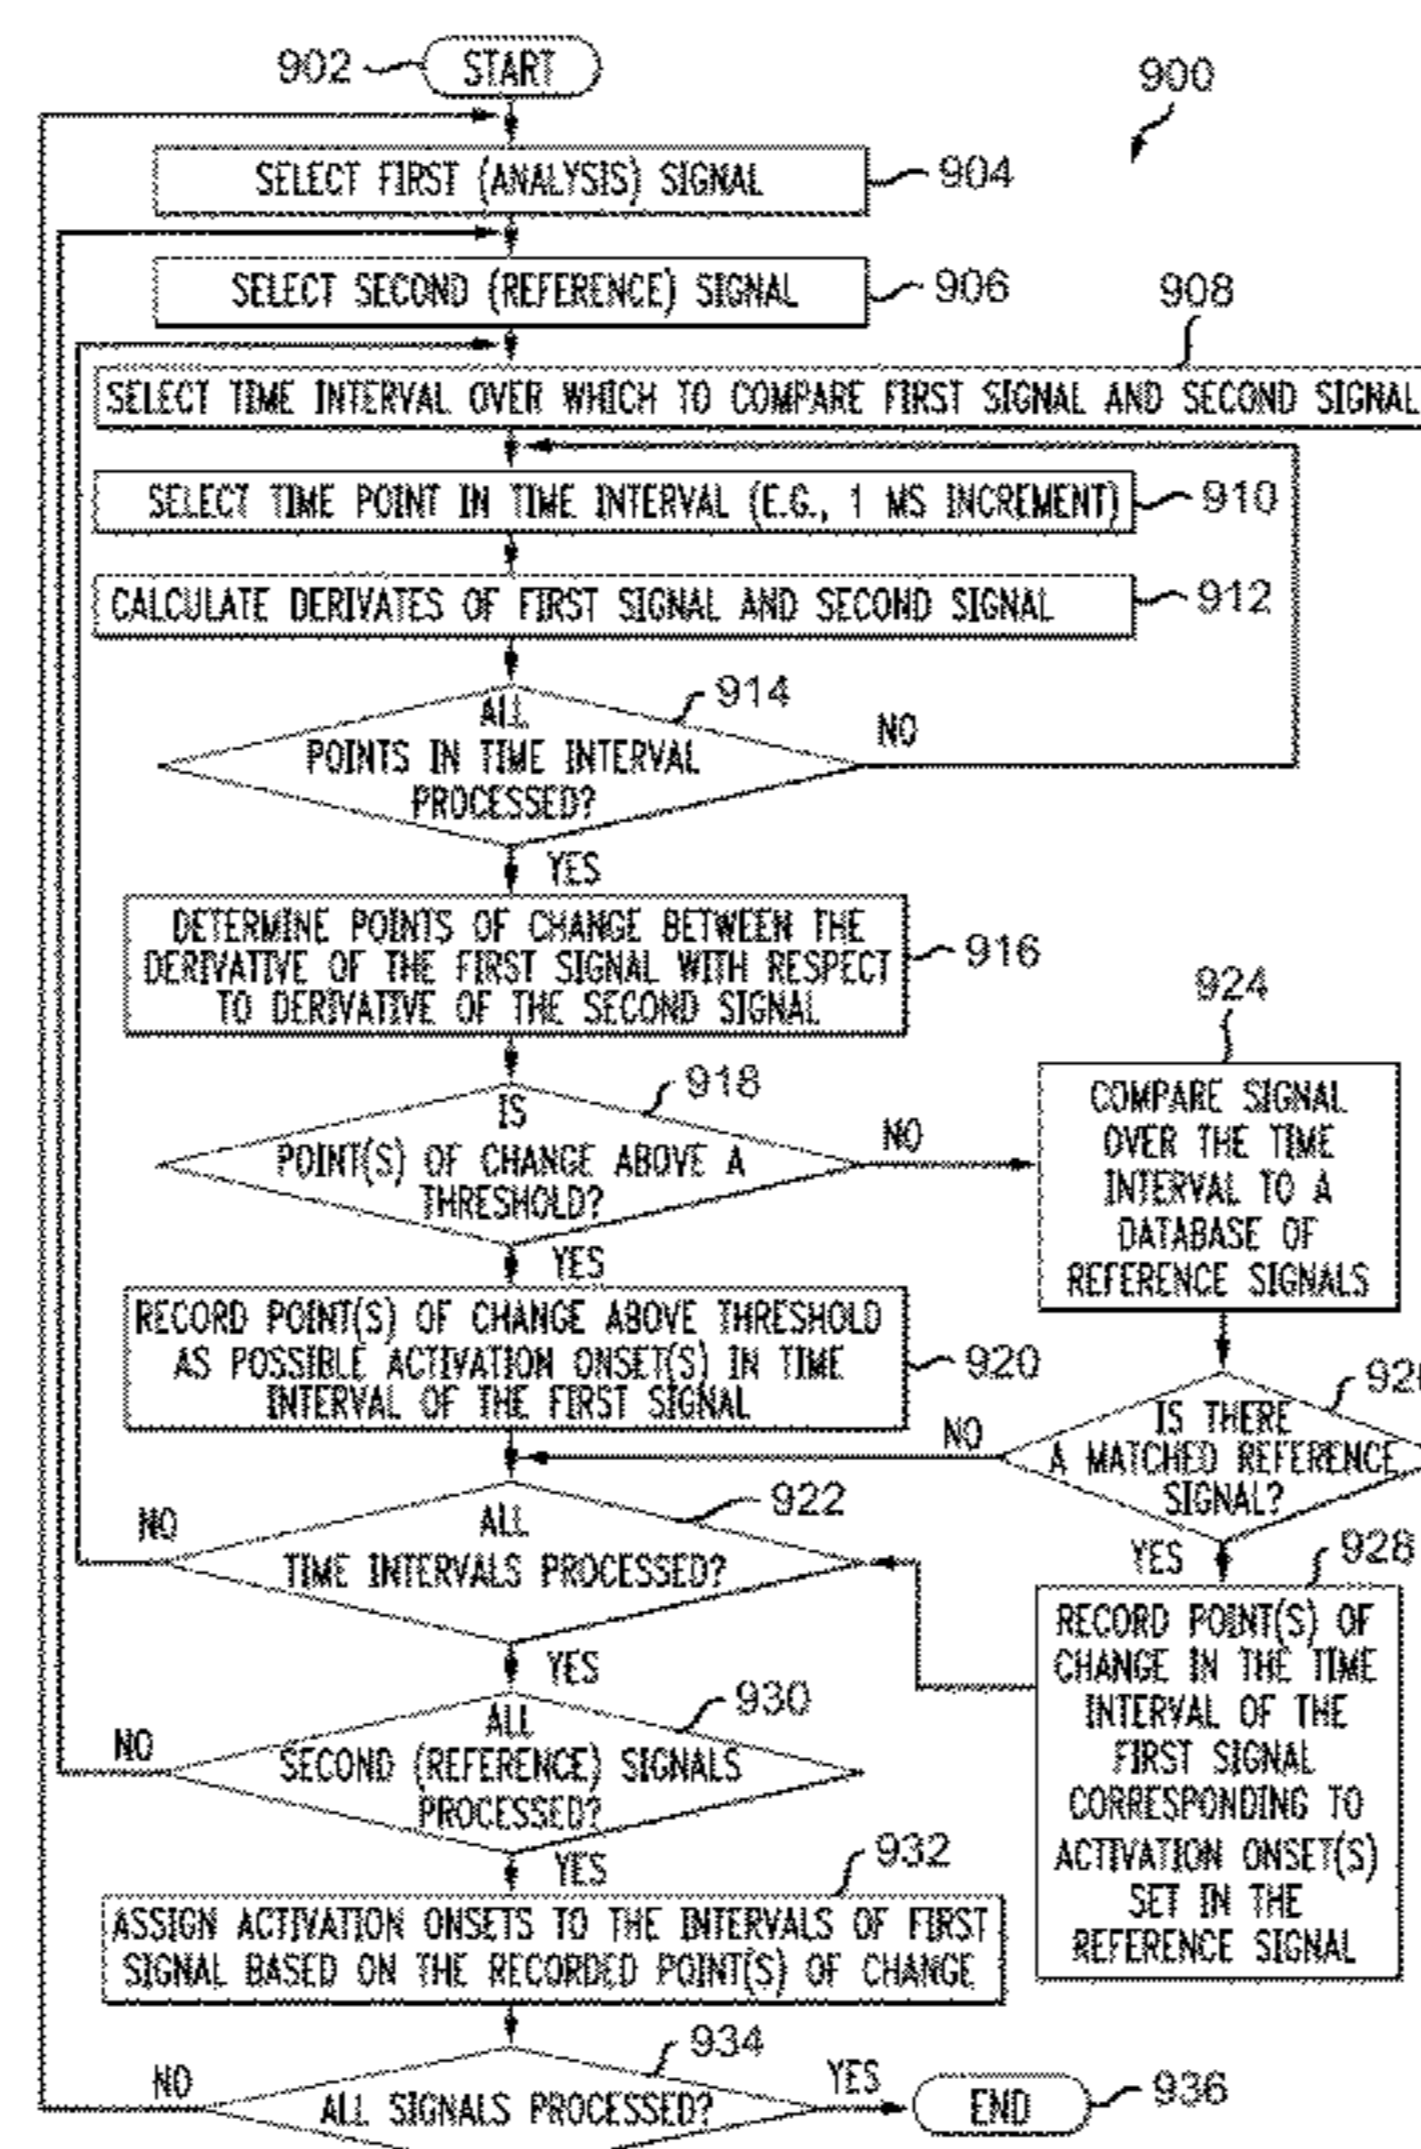 902
START
900
SELECT FIRST (ANALYSIS) SIGNAL
904
SELECT SECOND (REFERENCE) SIGNAL
906
908
SELECT TIME INTERVAL OVER WHICH TO COMPARE FIRST SIGNAL AND SECOND SIGNAL
SELECT TIME POINT IN TIME INTERVAL (E.G., 1 MS INCREMENT)
910
CALCULATE DERIVATES OF FIRST SIGNAL AND SECOND SIGNAL
912
914
ALL
POINTS IN TIME INTERVAL
PROCESSED?
NO
YES
DETERMINE POINTS OF CHANGE BETWEEN THE
DERIVATIVE OF THE FIRST SIGNAL WITH RESPECT
TO DERIVATIVE OF THE SECOND SIGNAL
916
918
IS
POINT(S) OF CHANGE ABOVE A
THRESHOLD?
NO
YES
924
COMPARE SIGNAL
OVER THE TIME
INTERVAL TO A
DATABASE OF
REFERENCE SIGNALS
RECORD POINT(S) OF CHANGE ABOVE THRESHOLD
AS POSSIBLE ACTIVATION ONSET(S) IN TIME
INTERVAL OF THE FIRST SIGNAL
920
IS THERE
A MATCHED REFERENCE
SIGNAL?
NO
YES
922
ALL
TIME INTERVALS PROCESSED?
NO
YES
928
RECORD POINT(S) OF
CHANGE IN THE TIME
INTERVAL OF THE
FIRST SIGNAL
CORRESPONDING TO
ACTIVATION ONSET(S)
SET IN THE
REFERENCE SIGNAL
930
ALL
SECOND (REFERENCE) SIGNALS
PROCESSED?
NO
YES
932
ASSIGN ACTIVATION ONSETS TO THE INTERVALS OF FIRST
SIGNAL BASED ON THE RECORDED POINT(S) OF CHANGE
934
ALL SIGNALS PROCESSED?
NO
YES
END
936